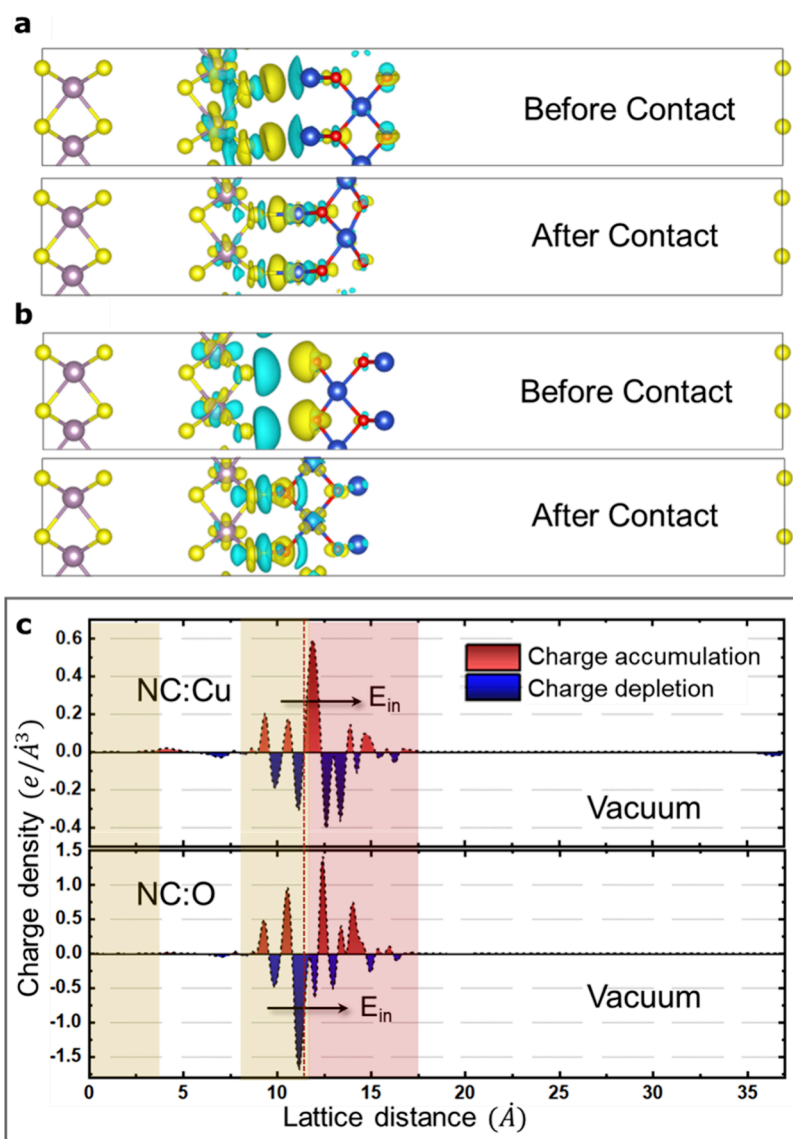 a
Before Contact
After Contact
b
Before Contact
After Contact
c
0.6
0.4
0.2
0.0
-0.2
-0.4
NC:Cu
E_in
Charge accumulation
Charge depletion
Vacuum
1.5
1.0
0.5
0.0
-0.5
-1.0
-1.5
NC:O
E_in
Vacuum
Charge density (e/Å³)
0 5 10 15 20 25 30 35
Lattice distance (Å)